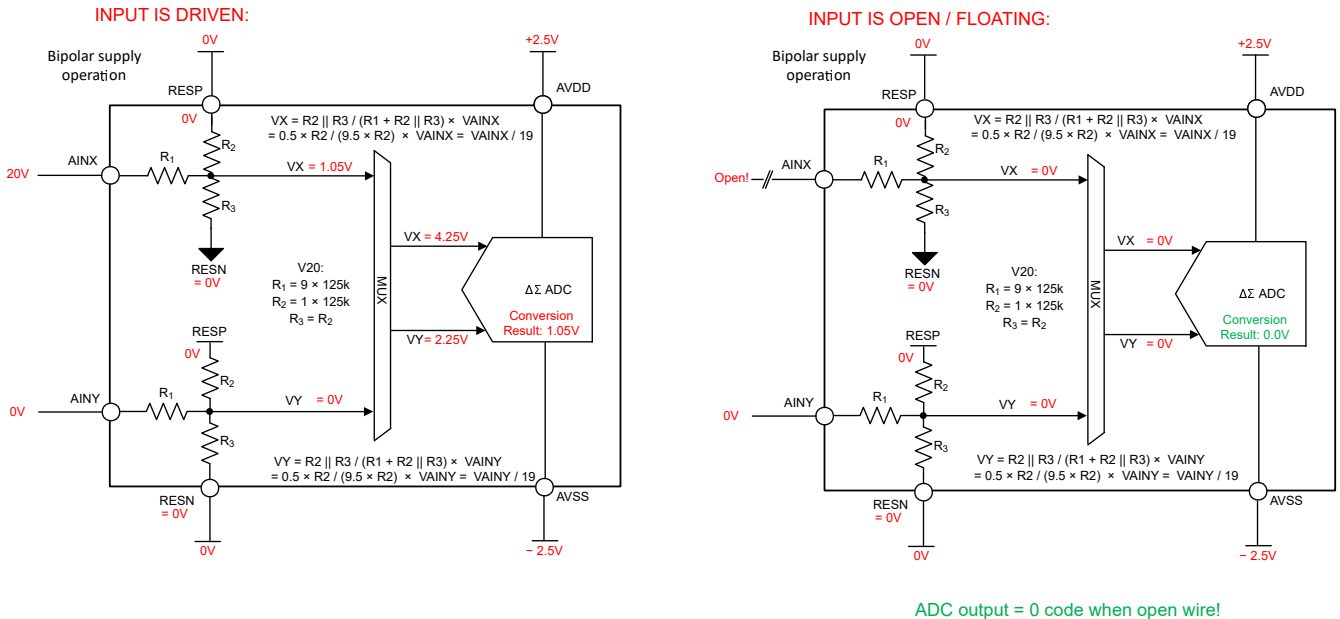 INPUT IS DRIVEN:
Bipolar supply
operation
0V
+2.5V
RESP
AVDD
0V
VX = R2 || R3 / (R1 + R2 || R3) × VAINX
= 0.5 × R2 / (9.5 × R2) × VAINX = VAINX / 19
R2
AINX
R1
20V
VX = 1.05V
R3
VX = 4.25V
RESN
= 0V
V20:
R1 = 9 × 125k
R2 = 1 × 125k
R3 = R2
MUX
ΔΣ ADC
Conversion
Result: 1.05V
RESP
VY = 2.25V
0V
R2
AINY
R1
0V
VY = 0V
R3
VY = R2 || R3 / (R1 + R2 || R3) × VAINY
= 0.5 × R2 / (9.5 × R2) × VAINY = VAINY / 19
RESN
= 0V
AVSS
0V
− 2.5V
INPUT IS OPEN / FLOATING:
Bipolar supply
operation
0V
+2.5V
RESP
AVDD
0V
VX = R2 || R3 / (R1 + R2 || R3) × VAINX
= 0.5 × R2 / (9.5 × R2) × VAINX = VAINX / 19
R2
AINX
R1
Open!
VX = 0V
R3
VX = 0V
RESN
= 0V
V20:
R1 = 9 × 125k
R2 = 1 × 125k
R3 = R2
MUX
ΔΣ ADC
Conversion
Result: 0.0V
RESP
VY = 0V
0V
R2
AINY
R1
0V
VY = 0V
R3
VY = R2 || R3 / (R1 + R2 || R3) × VAINY
= 0.5 × R2 / (9.5 × R2) × VAINY = VAINY / 19
RESN
= 0V
AVSS
0V
− 2.5V
ADC output = 0 code when open wire!